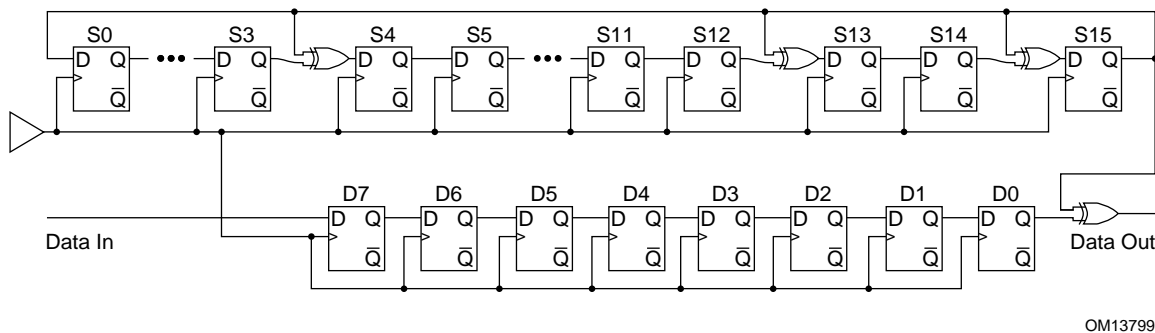 S0 S3 S4 S5 S11 S12 S13 S14 S15
D Q ••• D Q D Q D Q ••• D Q D Q D Q D Q D Q
Q̅ Q̅ Q̅ Q̅ Q̅ Q̅ Q̅ Q̅ Q̅
D7 D6 D5 D4 D3 D2 D1 D0
D Q D Q D Q D Q D Q D Q D Q D Q
Data In Data Out
Q̅ Q̅ Q̅ Q̅ Q̅ Q̅ Q̅ Q̅
OM13799